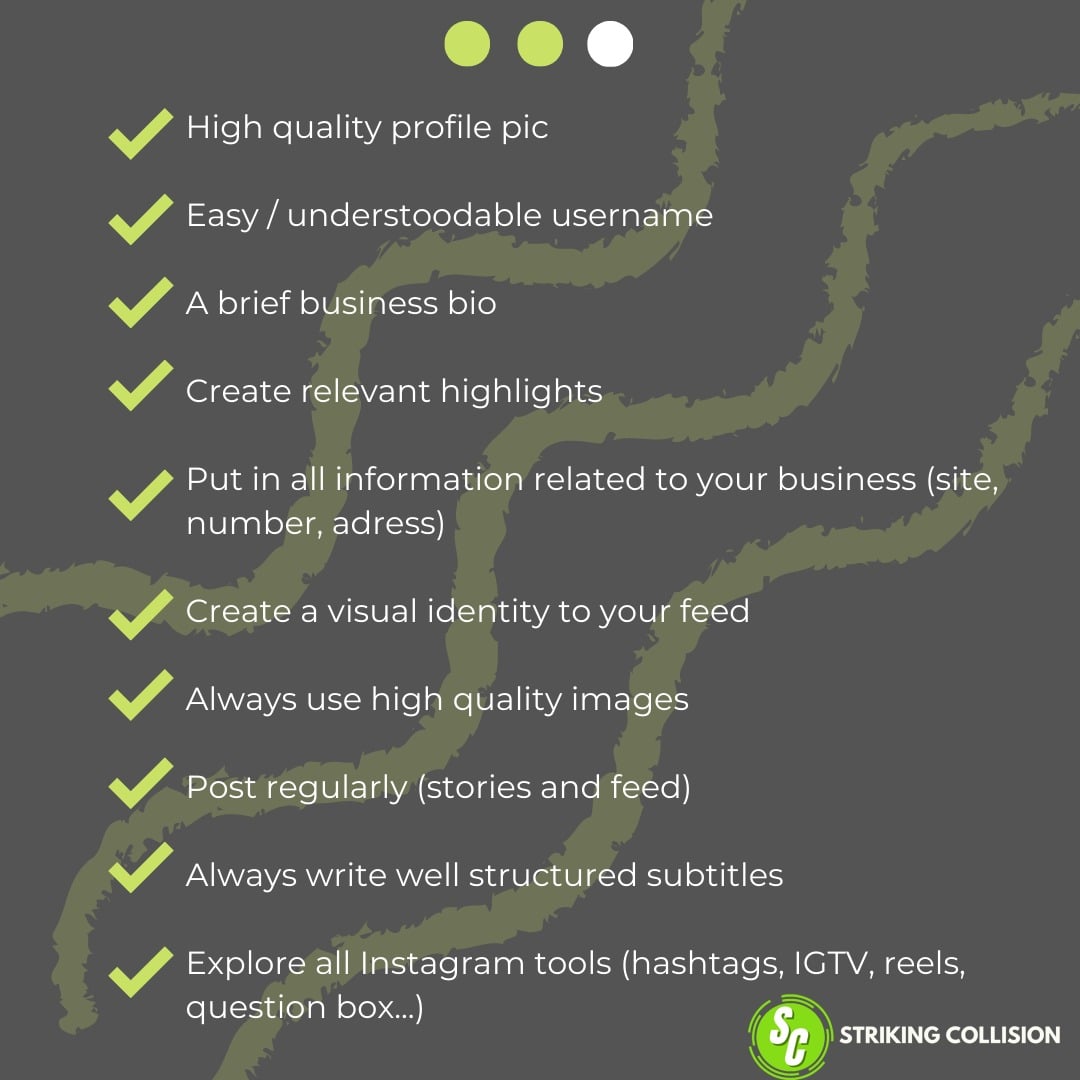 High quality profile pic
Easy / understoodable username
A brief business bio
Create relevant highlights
Put in all information related to your business (site,
number, adress)
Create a visual identity to your feed
Always use high quality images
Post regularly (stories and feed)
Always write well structured subtitles
Explore all Instagram tools (hashtags, IGTV, reels,
question box...)
SC STRIKING COLLISION